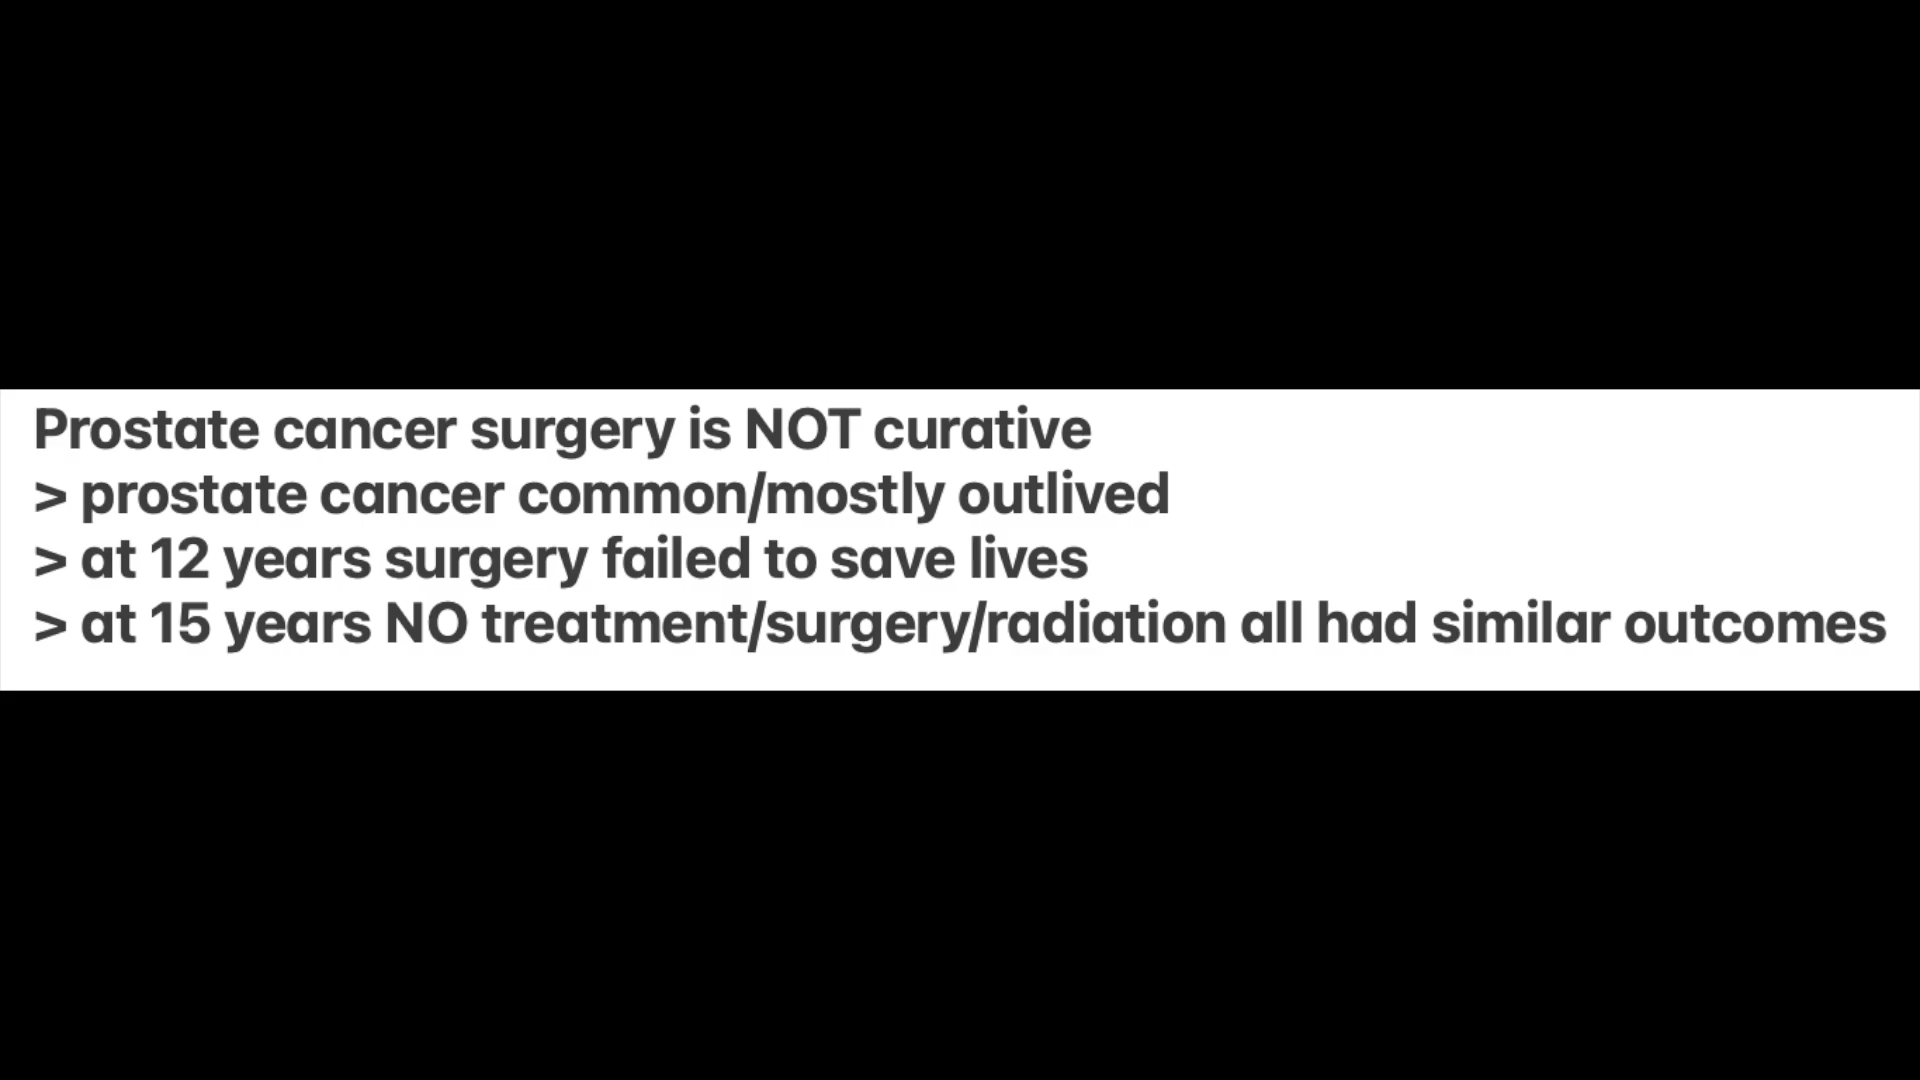 Prostate cancer surgery is NOT curative
> prostate cancer common/mostly outlived
> at 12 years surgery failed to save lives
> at 15 years NO treatment/surgery/radiation all had similar outcomes